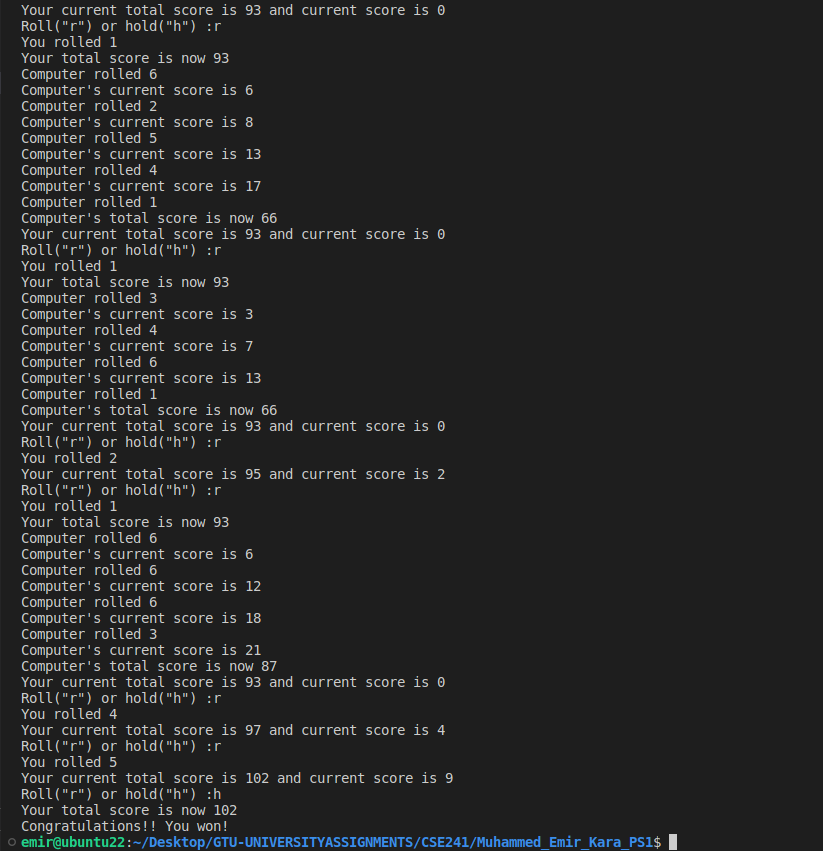 Your current total score is 93 and current score is 0
Roll("r") or hold("h") :r
You rolled 1
Your total score is now 93
Computer rolled 6
Computer's current score is 6
Computer rolled 2
Computer's current score is 8
Computer rolled 5
Computer's current score is 13
Computer rolled 4
Computer's current score is 17
Computer rolled 1
Computer's total score is now 66
Your current total score is 93 and current score is 0
Roll("r") or hold("h") :r
You rolled 1
Your total score is now 93
Computer rolled 3
Computer's current score is 3
Computer rolled 4
Computer's current score is 7
Computer rolled 6
Computer's current score is 13
Computer rolled 1
Computer's total score is now 66
Your current total score is 93 and current score is 0
Roll("r") or hold("h") :r
You rolled 2
Your current total score is 95 and current score is 2
Roll("r") or hold("h") :r
You rolled 1
Your total score is now 93
Computer rolled 6
Computer's current score is 6
Computer rolled 6
Computer's current score is 12
Computer rolled 6
Computer's current score is 18
Computer rolled 3
Computer's current score is 21
Computer's total score is now 87
Your current total score is 93 and current score is 0
Roll("r") or hold("h") :r
You rolled 4
Your current total score is 97 and current score is 4
Roll("r") or hold("h") :r
You rolled 5
Your current total score is 102 and current score is 9
Roll("r") or hold("h") :h
Your total score is now 102
Congratulations!! You won!
emir@ubuntu22:~/Desktop/GTU-UNIVERSITYASSIGNMENTS/CSE241/Muhammed_Emir_Kara_PS1$